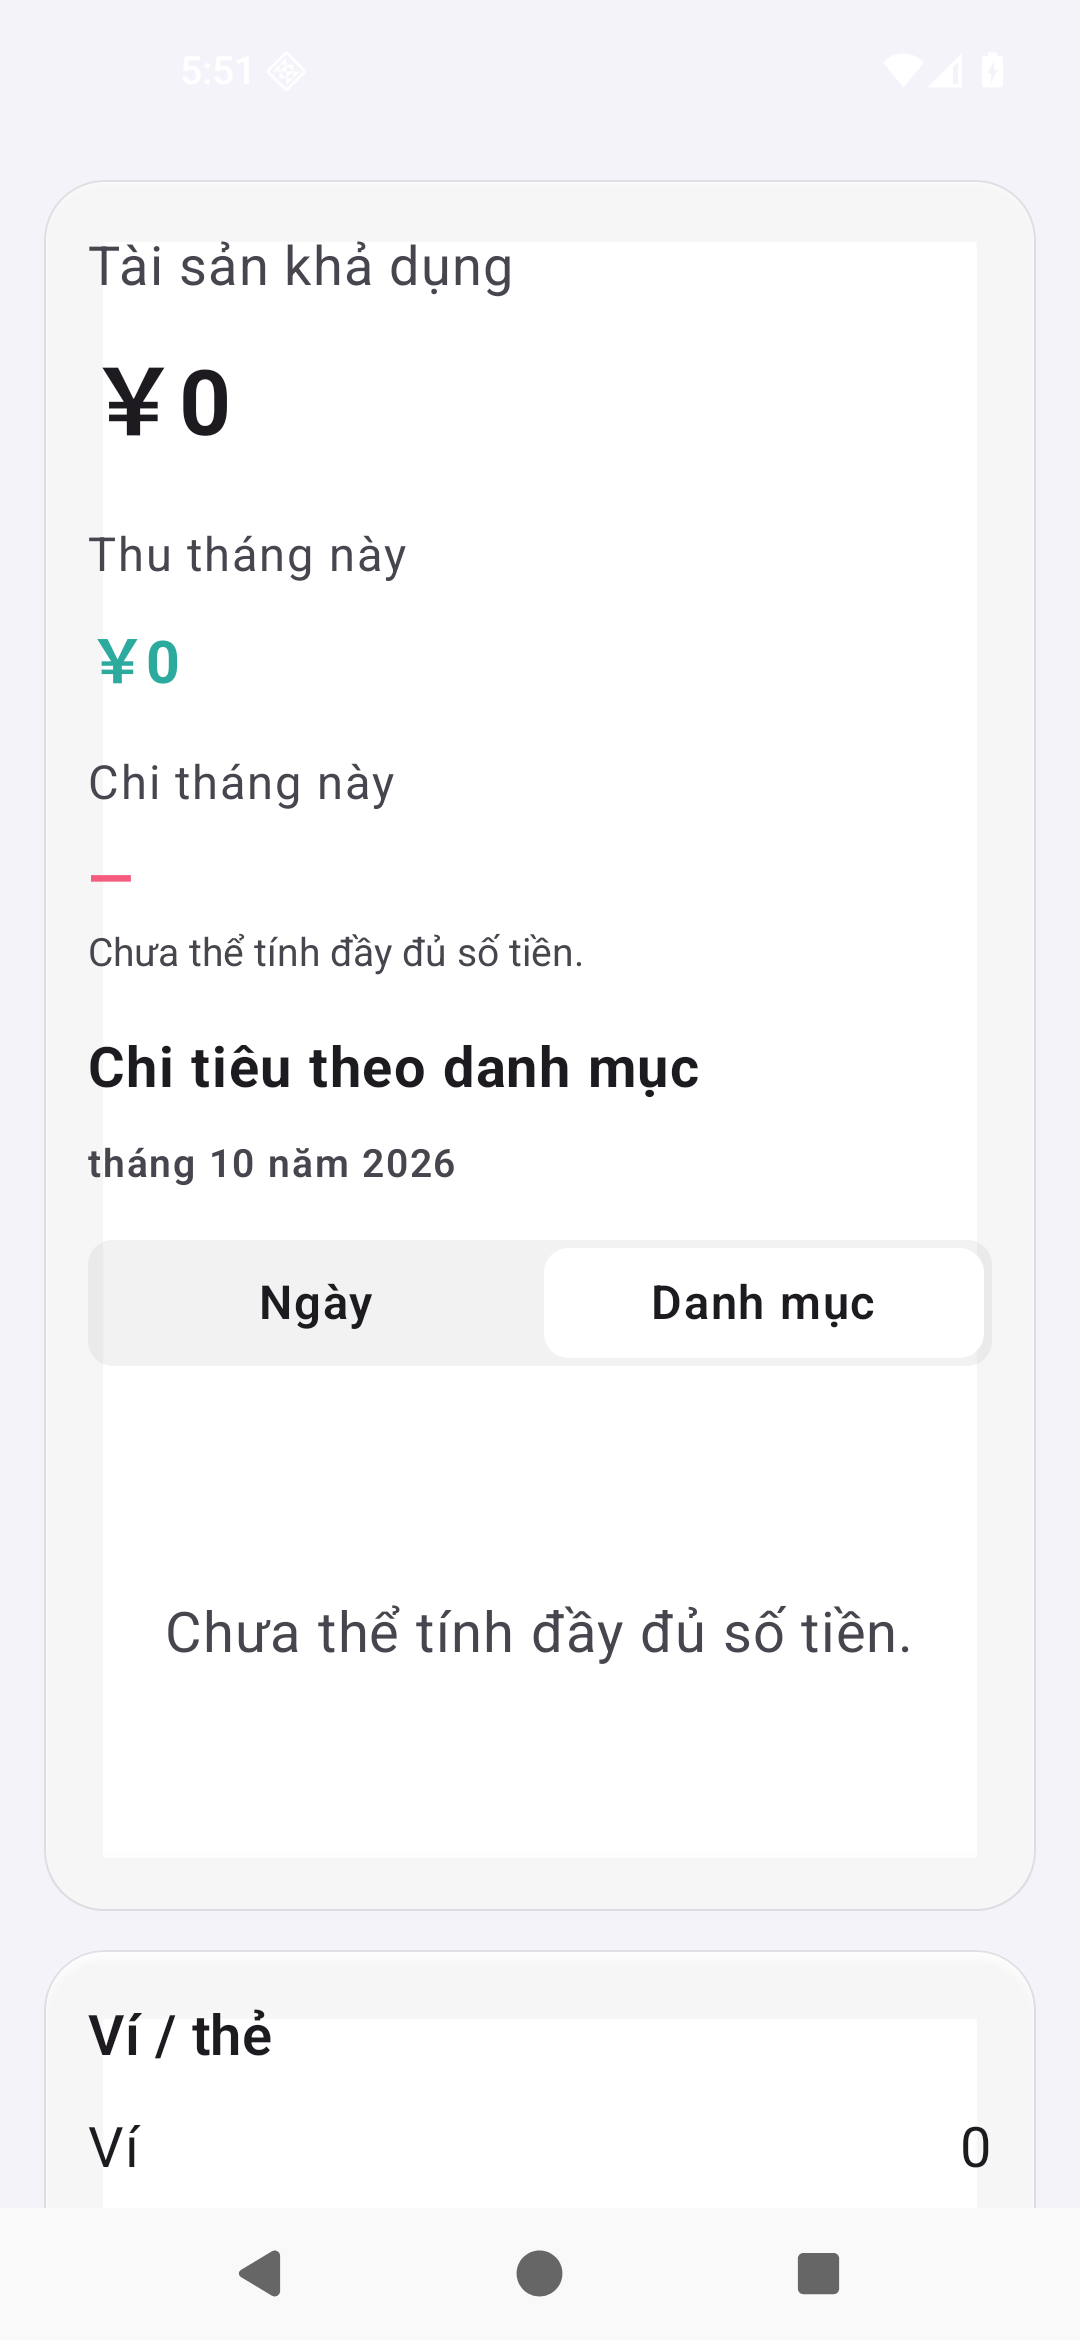 5:51
Tài sản khả dụng
¥0
Thu tháng này
¥0
Chi tháng này
—
Chưa thể tính đầy đủ số tiền.
Chi tiêu theo danh mục
tháng 10 năm 2026
Ngày
Danh mục
Chưa thể tính đầy đủ số tiền.
Ví / thẻ
Ví
0